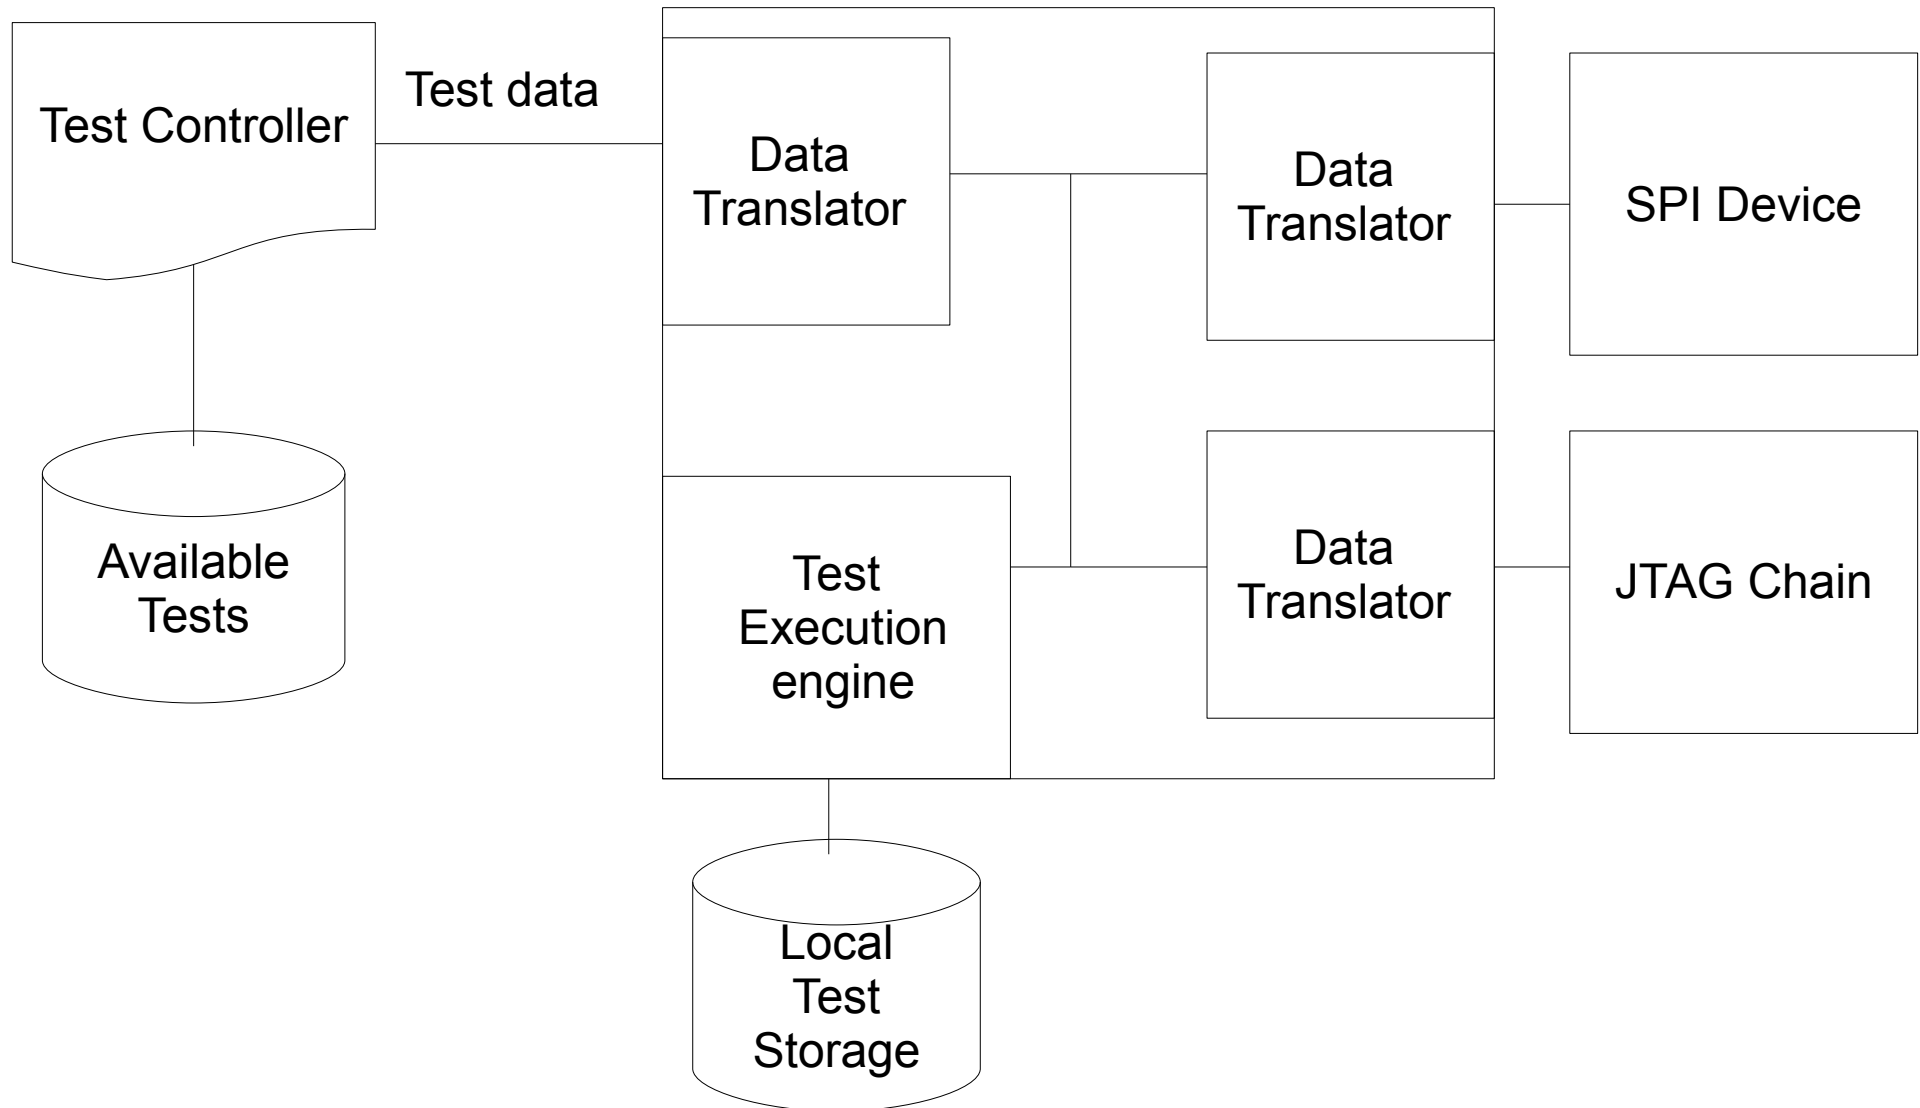 Test Controller
Test data
Data
Translator
Data
Translator
SPI Device
Available
Tests
Test
Execution
engine
Data
Translator
JTAG Chain
Local
Test
Storage